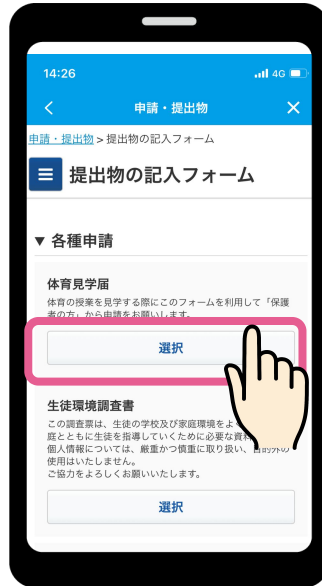 14:26
4G
申請・提出物
申請・提出物 > 提出物の記入フォーム
提出物の記入フォーム
▼ 各種申請
体育見学届
体育の授業を見学する際にこのフォームを利用して「保護
者の方」から申請をお願いします。
選択
生徒環境調査書
この調査票は、生徒の学校及び家庭環境をよ
庭とともに生徒を指導していくために必要な資料
個人情報については、厳重かつ慎重に取り扱い、目的外の
使用はいたしません。
ご協力をよろしくお願いいたします。
選択